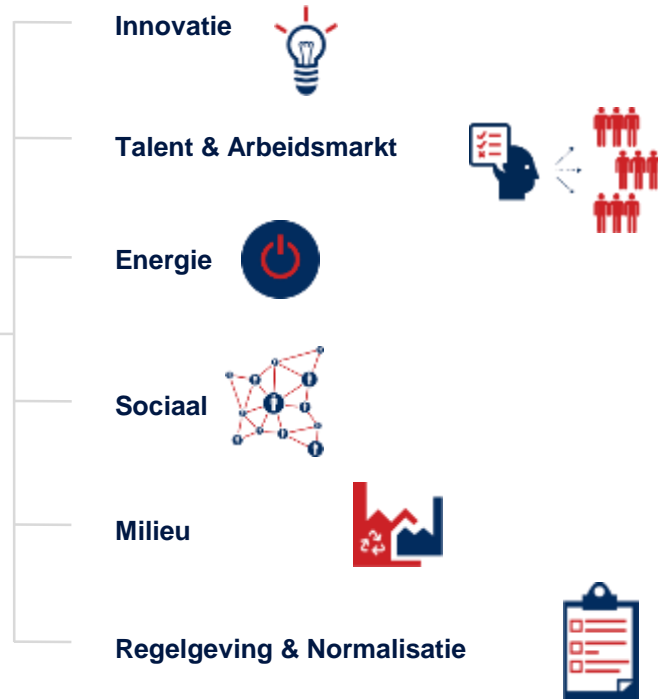 Innovatie
Talent & Arbeidsmarkt
Energie
Sociaal
Milieu
Regelgeving & Normalisatie